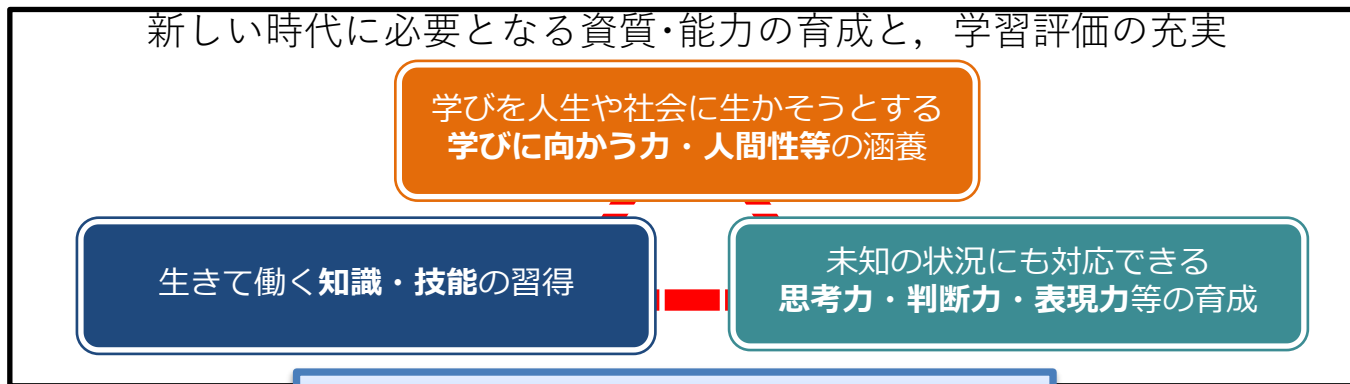 新しい時代に必要となる資質･能力の育成と，学習評価の充実
学びを人生や社会に生かそうとする
学びに向かう力・人間性等の涵養
生きて働く知識・技能の習得
未知の状況にも対応できる
思考力・判断力・表現力等の育成